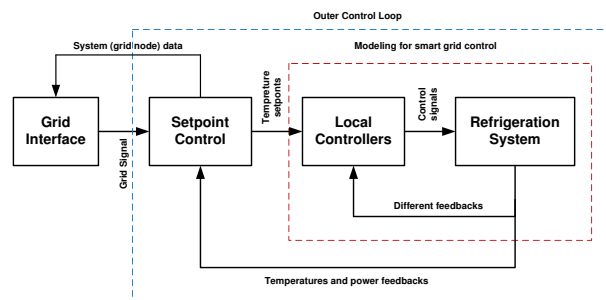 Outer Control Loop
System (grid node) data
Modeling for smart grid control
Grid
Interface
Grid Signal
Setpoint
Control
Tempreture
setpoints
Local
Controllers
Control
signals
Refrigeration
System
Different feedbacks
Temperatures and power feedbacks